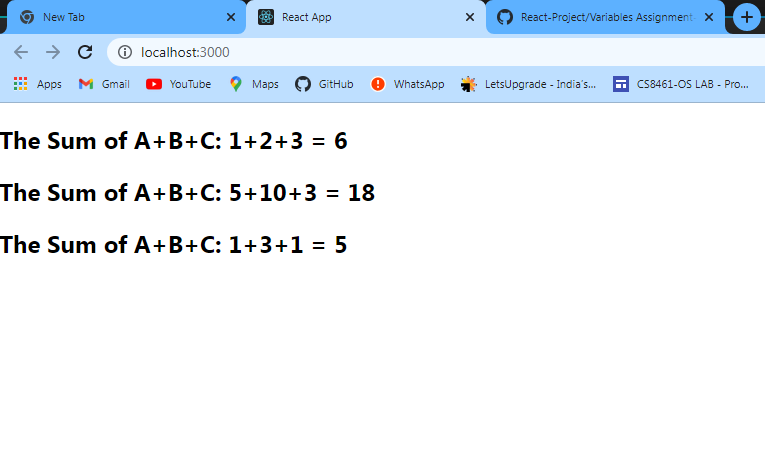 New Tab
React App
React-Project/Variables Assignment
localhost:3000
Apps
Gmail
YouTube
Maps
GitHub
WhatsApp
LetsUpgrade - India's...
CS8461-OS LAB - Pro...
The Sum of A+B+C: 1+2+3 = 6
The Sum of A+B+C: 5+10+3 = 18
The Sum of A+B+C: 1+3+1 = 5